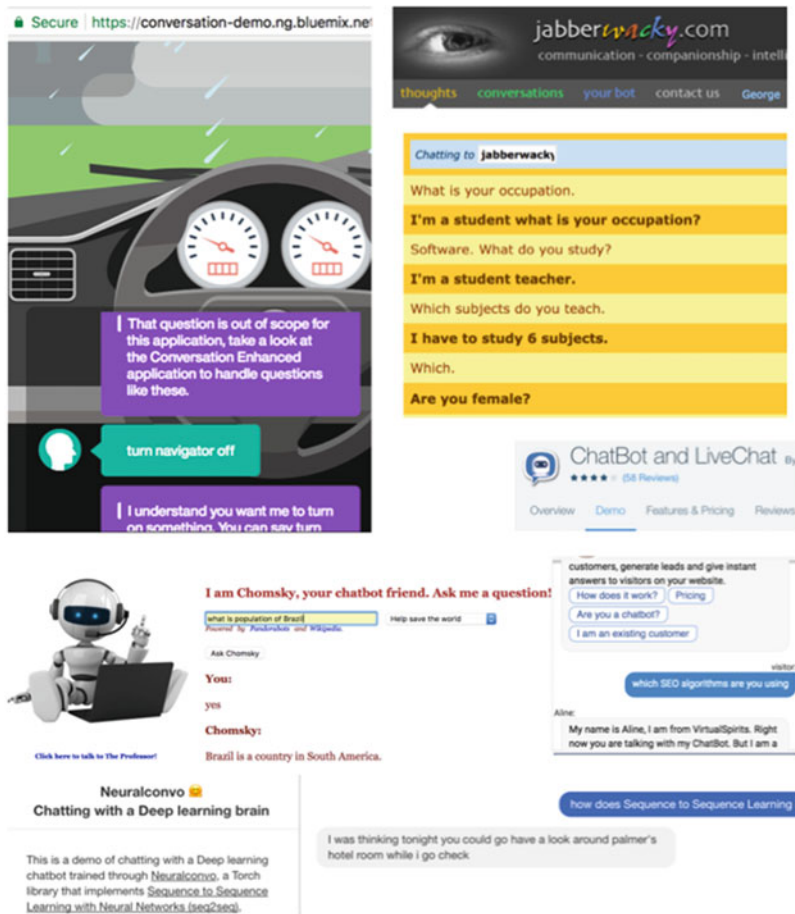 Secure | https://conversation-demo.ng.bluemix.net
That question is out of scope for
this application, take a look at
the Conversation Enhanced
application to handle questions
like these.
turn navigator off
I understand you want me to turn
on something. You can say turn
jabberwacky.com
communication - companionship - intelli
thoughts conversations your bot contact us George
Chatting to jabberwacky
What is your occupation.
I'm a student what is your occupation?
Software. What do you study?
I'm a student teacher.
Which subjects do you teach.
I have to study 6 subjects.
Which.
Are you female?
ChatBot and LiveChat By
(58 Reviews)
Overview Demo Features & Pricing Reviews
I am Chomsky, your chatbot friend. Ask me a question!
what is population of Brazil Help save the world
Powered by Pandorabots and Wikipedia.
Ask Chomsky
You:
yes
Chomsky:
Brazil is a country in South America.
Click here to talk to The Professor!
customers, generate leads and give instant
answers to visitors on your website.
How does it work? Pricing
Are you a chatbot?
I am an existing customer
visitor
which SEO algorithms are you using
Aline:
My name is Aline, I am from VirtualSpirits. Right
now you are talking with my ChatBot. But I am a
Neuralconvo
Chatting with a Deep learning brain
This is a demo of chatting with a Deep learning
chatbot trained through Neuralconvo, a Torch
library that implements Sequence to Sequence
Learning with Neural Networks (seq2seq),
how does Sequence to Sequence Learning
I was thinking tonight you could go have a look around palmer's
hotel room while i go check